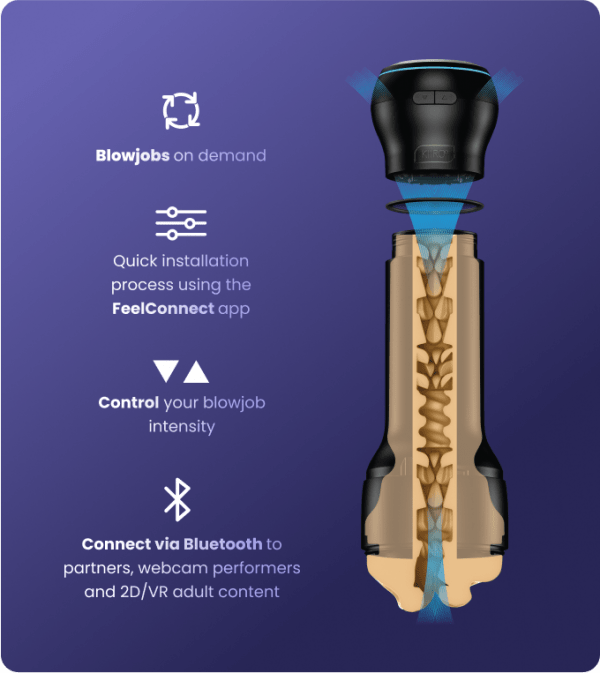 Blowjobs on demand
Quick installation
process using the
FeelConnect app
Control your blowjob
intensity
Connect via Bluetooth to
partners, webcam performers
and 2D/VR adult content